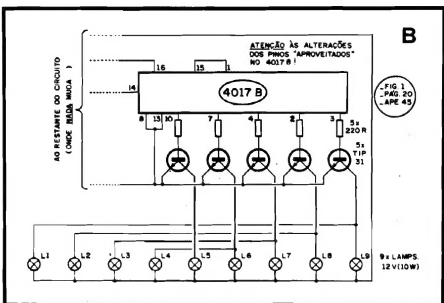 B
ATENÇÃO ÀS ALTERAÇÕES
DOS PINOS "APROVEITADOS"
NO 4017 B !
16
15
1
14
4017 B
FIG. 1
PÁG. 20
APE 45
AO RESTANTE DO CIRCUITO
(ONDE NADA MUDA)
8
13
10
7
4
2
3
5x
220R
5x
TIP
31
L1
L2
L3
L4
L5
L6
L7
L8
L9
9x LAMPS.
12V (10W)